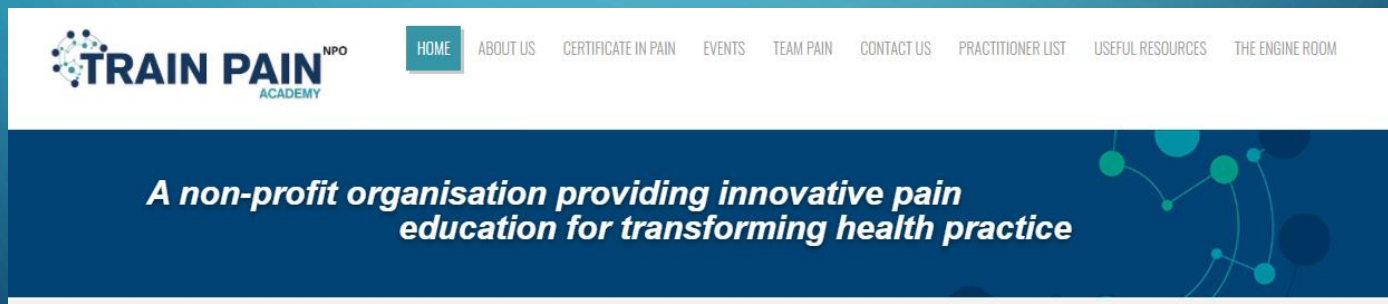 TRAIN PAIN NPO
ACADEMY
HOME ABOUT US CERTIFICATE IN PAIN EVENTS TEAM PAIN CONTACT US PRACTITIONER LIST USEFUL RESOURCES THE ENGINE ROOM
A non-profit organisation providing innovative pain
education for transforming health practice